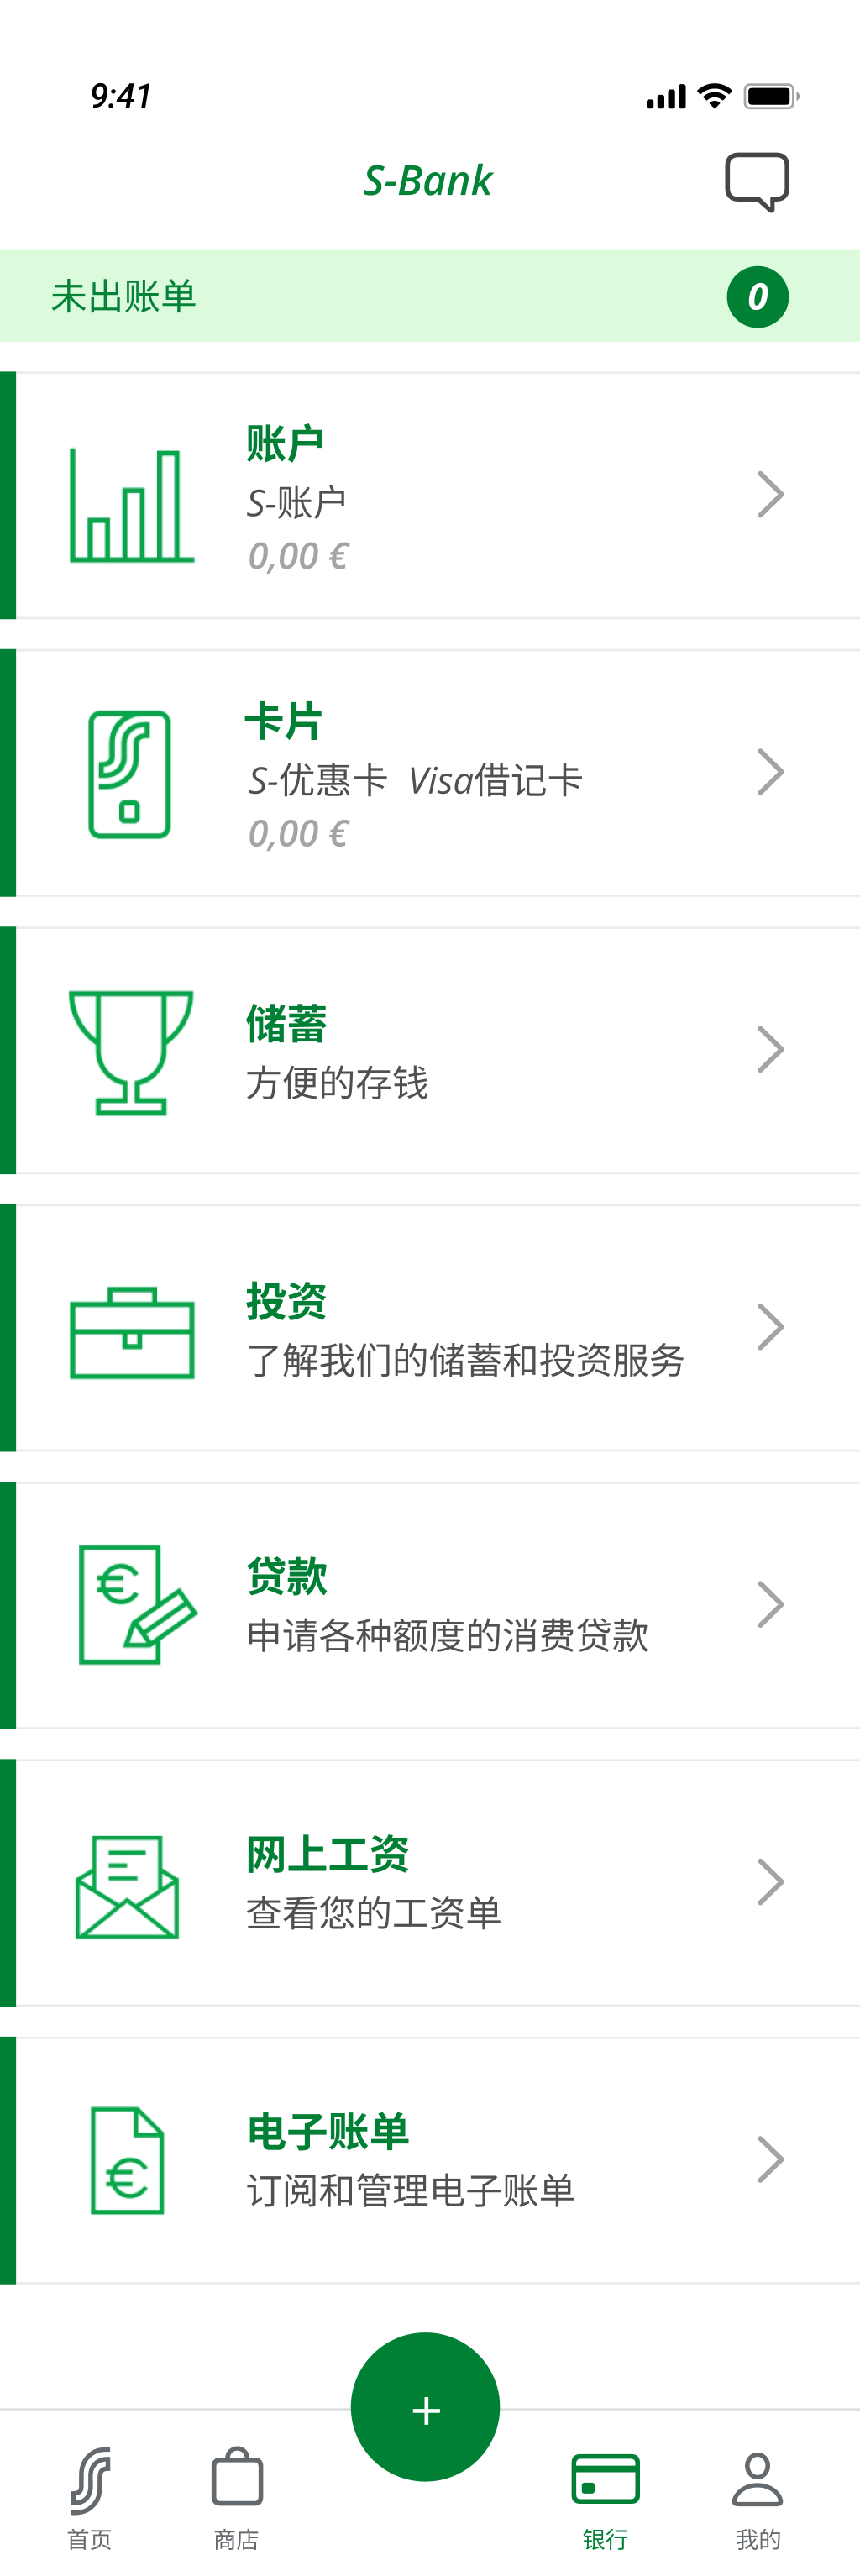 9:41
S-Bank
未出账单
0
账户
S-账户
0,00 €
卡片
S-优惠卡 Visa借记卡
0,00 €
储蓄
方便的存钱
投资
了解我们的储蓄和投资服务
贷款
申请各种额度的消费贷款
网上工资
查看您的工资单
电子账单
订阅和管理电子账单
+
首页 商店 银行 我的